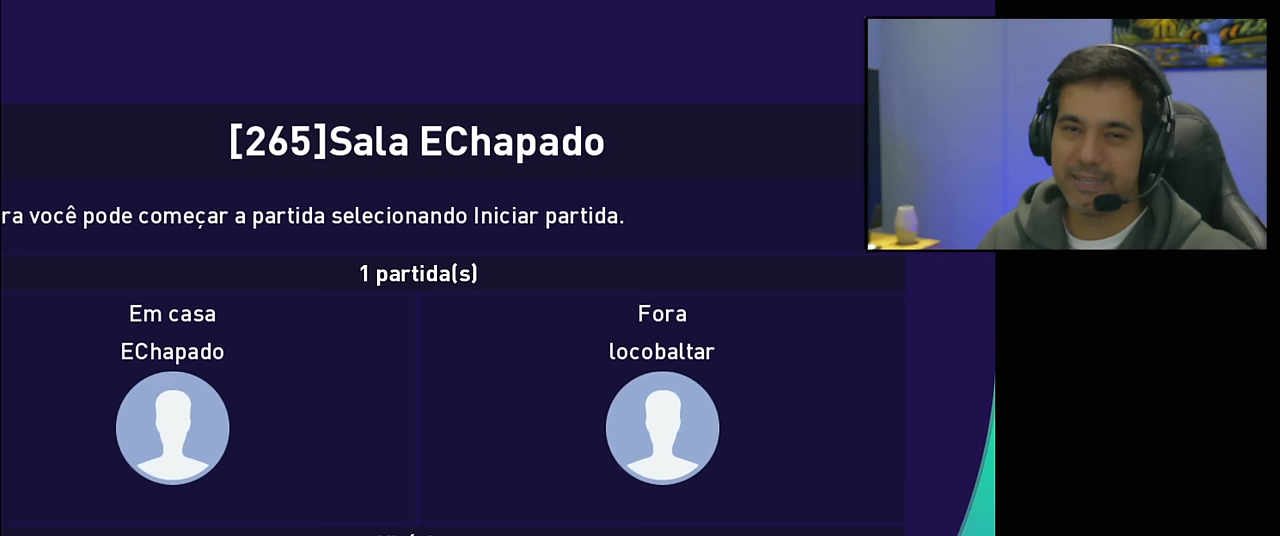 [265]Sala EChapado
ra você pode começar a partida selecionando Iniciar partida.
1 partida(s)
Em casa
Fora
EChapado
locobaltar